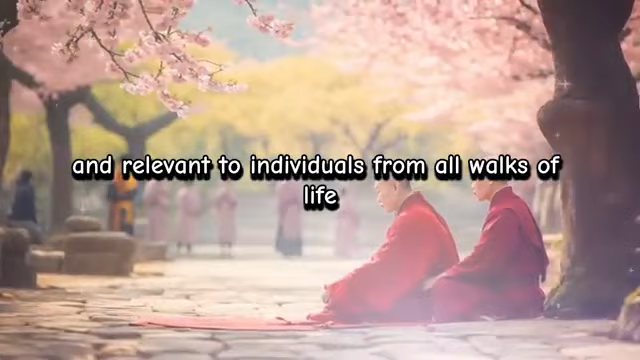 and relevant to individuals from all walks of
life